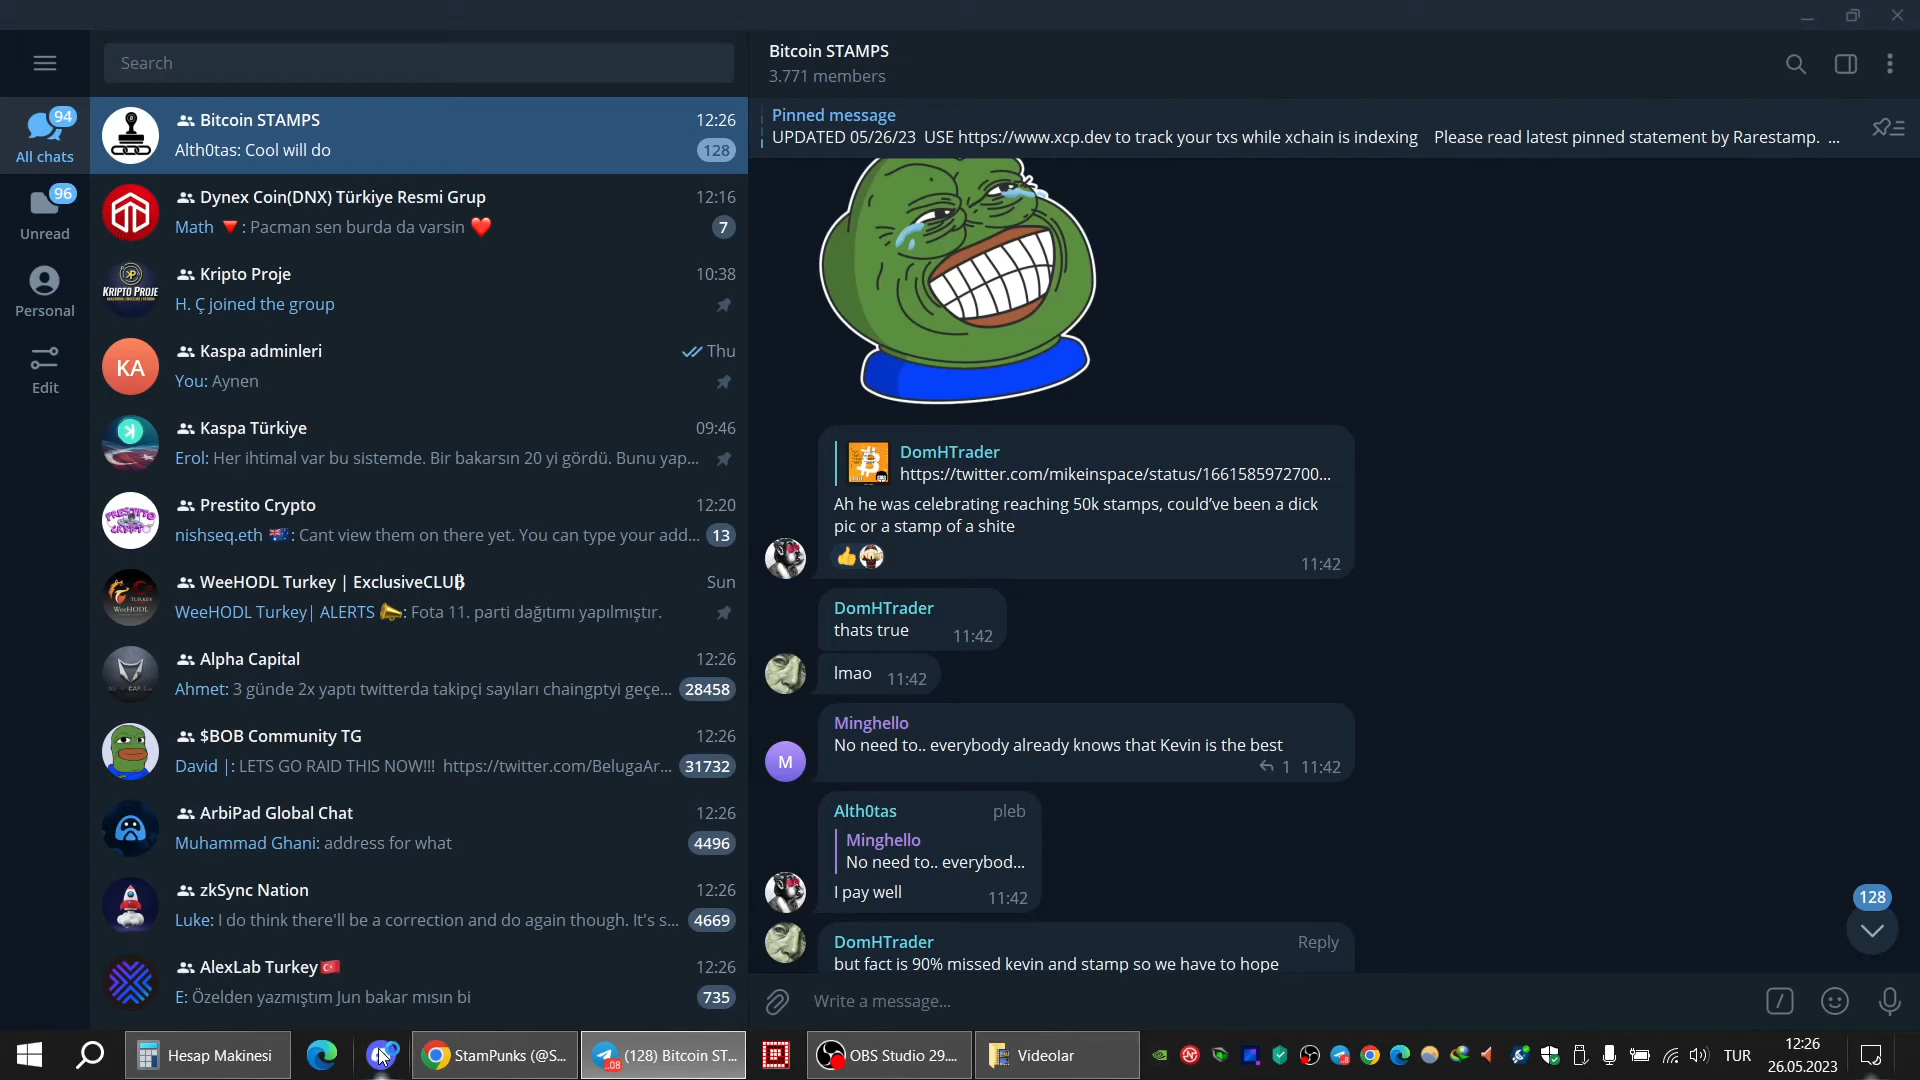 Search
94
All chats
96
Unread
Personal
Edit
Bitcoin STAMPS 12:26
Alth0tas: Cool will do 128
Dynex Coin(DNX) Türkiye Resmi Grup 12:16
Math 🔻: Pacman sen burda da varsin ❤️ 7
KRIPTO PROJE
Kripto Proje 10:38
H. Ç joined the group
KA
Kaspa adminleri Thu
You: Aynen
Kaspa Türkiye 09:46
Erol: Her ihtimal var bu sistemde. Bir bakarsın 20 yi gördü. Bunu yap...
PRESTITO
CRYPTO
Prestito Crypto 12:20
nishseq.eth 🇦🇺: Cant view them on there yet. You can type your add... 13
WeeHODL
WeeHODL Turkey | ExclusiveCLU₿ Sun
WeeHODL Turkey| ALERTS 📣: Fota 11. parti dağıtımı yapılmıştır.
Alpha Capital 12:26
Ahmet: 3 günde 2x yaptı twitterda takipçi sayıları chaingptyi geçe... 28458
$BOB Community TG 12:26
David |: LETS GO RAID THIS NOW!!! https://twitter.com/BelugaAr... 31732
ArbiPad Global Chat 12:26
Muhammad Ghani: address for what 4496
zkSync Nation 12:26
Luke: I do think there'll be a correction and do again though. It's s... 4669
AlexLab Turkey🇹🇷 12:26
E: Özelden yazmıştım Jun bakar mısın bi 735
Bitcoin STAMPS
3.771 members
Pinned message
UPDATED 05/26/23 USE https://www.xcp.dev to track your txs while xchain is indexing Please read latest pinned statement by Rarestamp. ...
DomHTrader
https://twitter.com/mikeinspace/status/1661585972700...
Ah he was celebrating reaching 50k stamps, could've been a dick
pic or a stamp of a shite
👍
11:42
DomHTrader
thats true 11:42
lmao 11:42
Minghello
No need to.. everybody already knows that Kevin is the best
M
1 11:42
Alth0tas pleb
Minghello
No need to.. everybod...
I pay well 11:42
128
DomHTrader Reply
but fact is 90% missed kevin and stamp so we have to hope
Write a message...
Hesap Makinesi
StamPunks (@S...
..08
(128) Bitcoin ST...
OBS Studio 29....
Videolar
TUR
12:26
26.05.2023